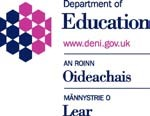 Department of
Education
www.deni.gov.uk
AN ROINN
Oideachais
MÄNNYSTRIE O
Lear